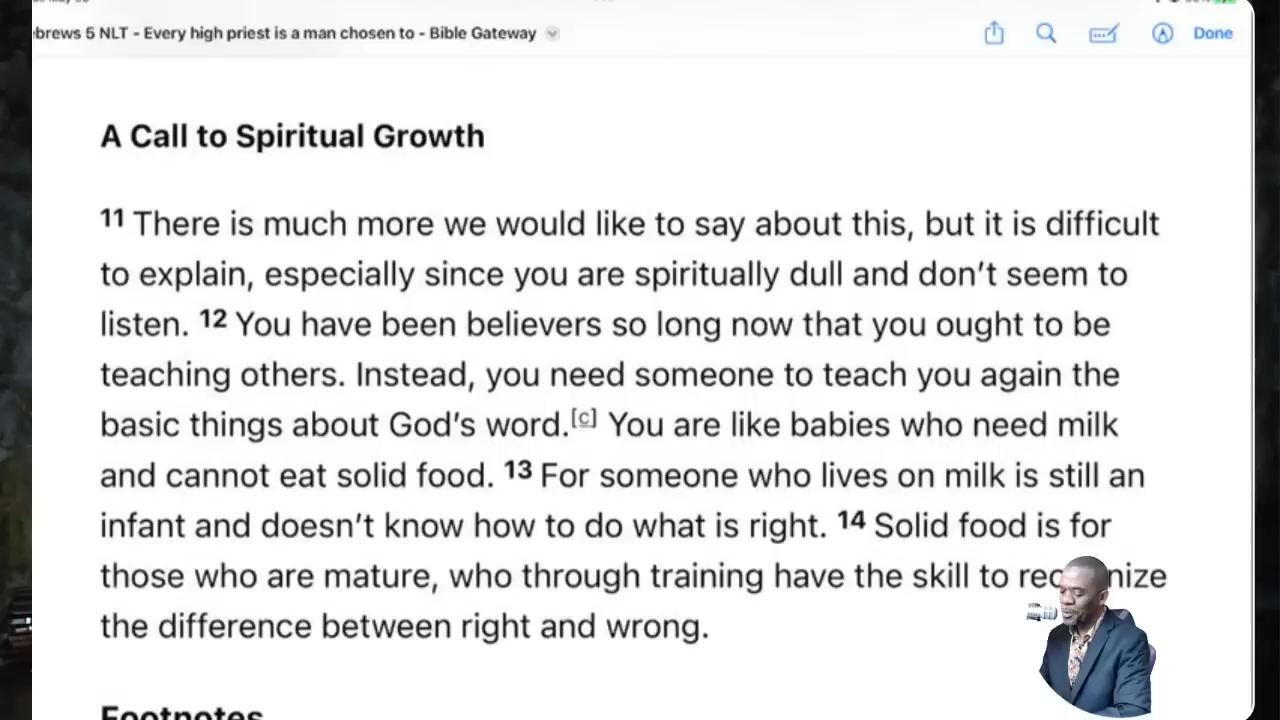 brews 5 NLT - Every high priest is a man chosen to - Bible Gateway
Done
A Call to Spiritual Growth
11 There is much more we would like to say about this, but it is difficult
to explain, especially since you are spiritually dull and don’t seem to
listen. 12 You have been believers so long now that you ought to be
teaching others. Instead, you need someone to teach you again the
basic things about God’s word.[c] You are like babies who need milk
and cannot eat solid food. 13 For someone who lives on milk is still an
infant and doesn’t know how to do what is right. 14 Solid food is for
those who are mature, who through training have the skill to rec nize
the difference between right and wrong.
Footnotes